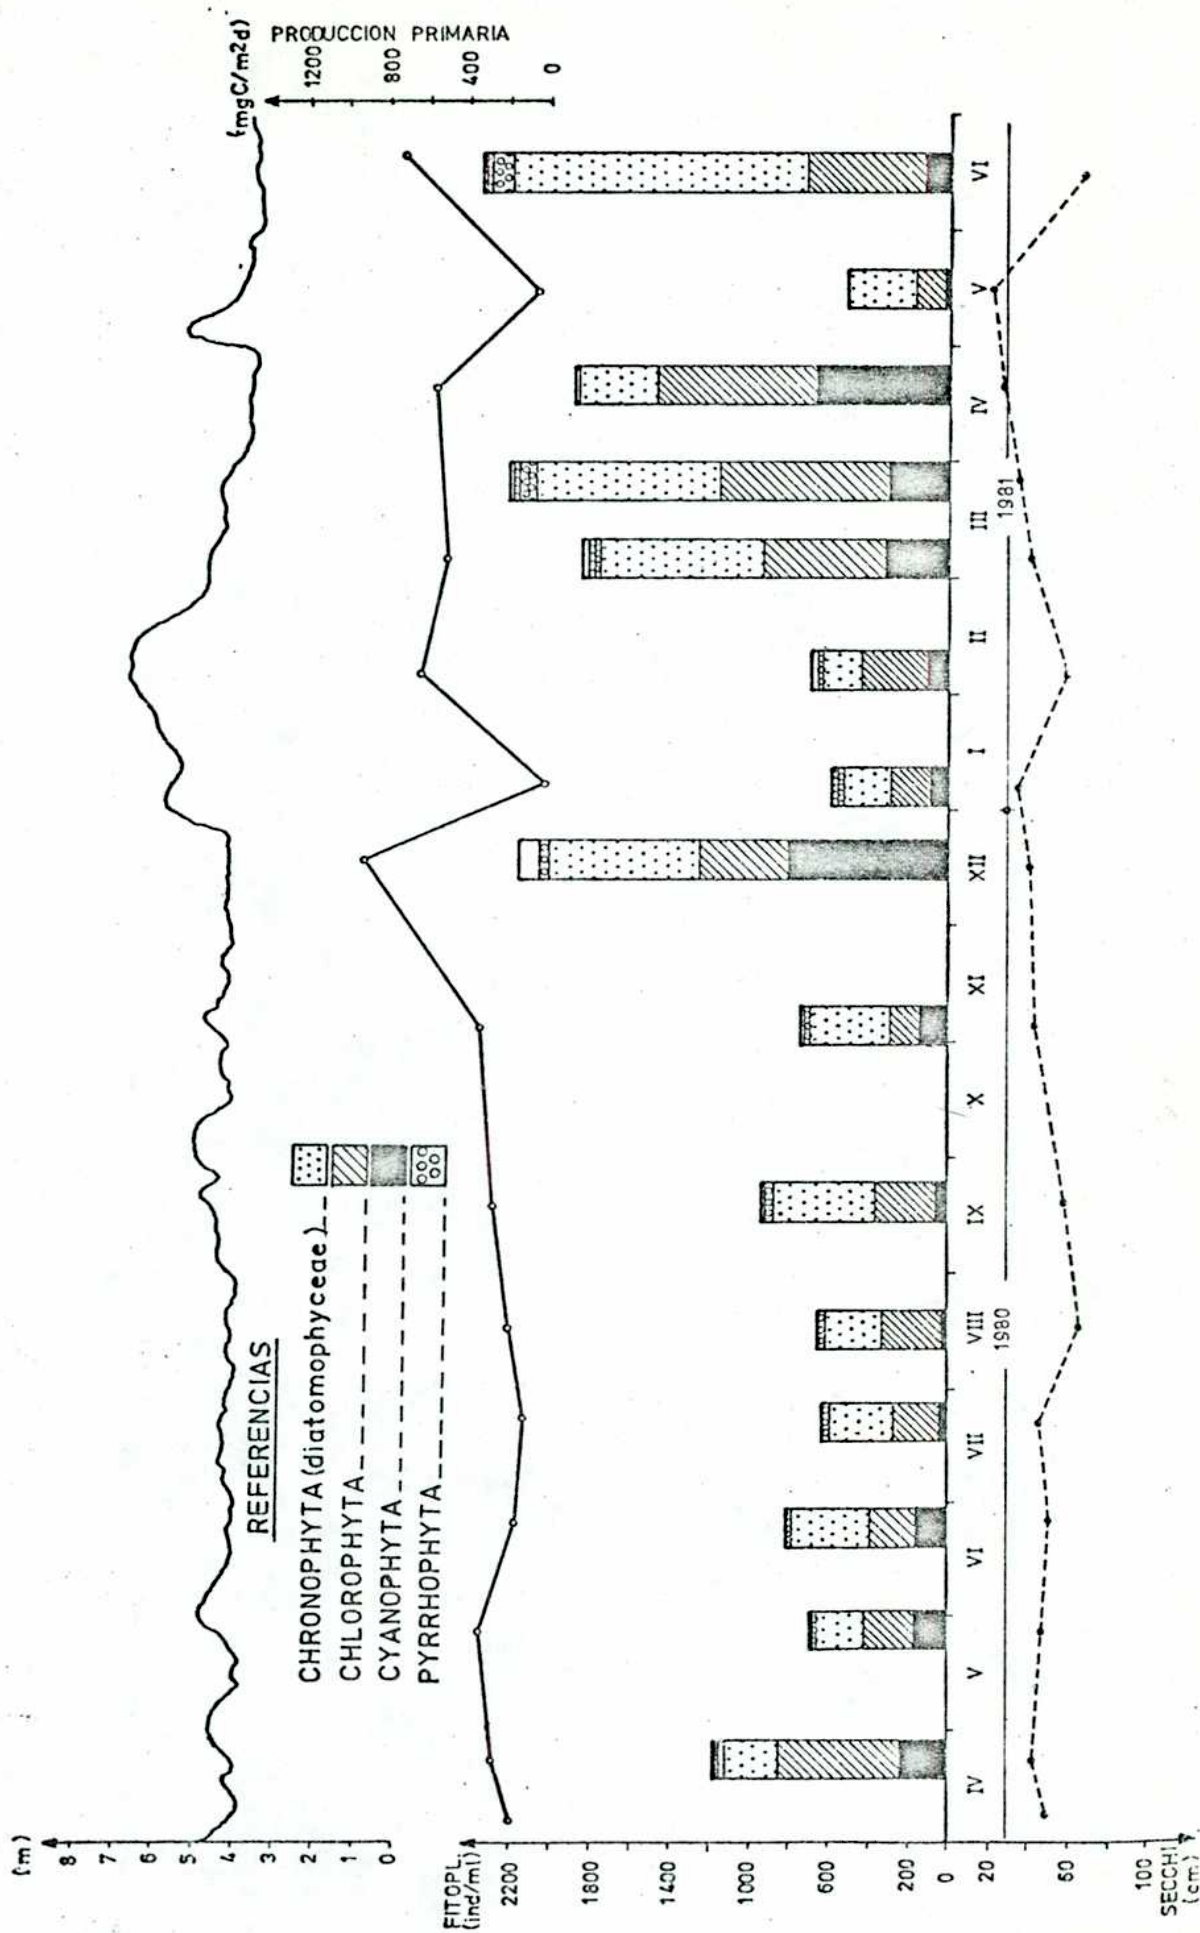 (m)
8
7
6
5
4
3
2
1
0
PRODUCCION PRIMARIA
(mgC/m2d)
1200
800
400
0
REFERENCIAS
CHRONOPHYTA (diatomophyceae)
CHLOROPHYTA
CYANOPHYTA
PYRRHOPHYTA
FITOPL.
(ind/ml)
2200
1800
1400
1000
600
200
0
IV V VI VII VIII IX X XI XII I II III IV V VI
1980 1981
20
50
100
SECCHI
(cm)